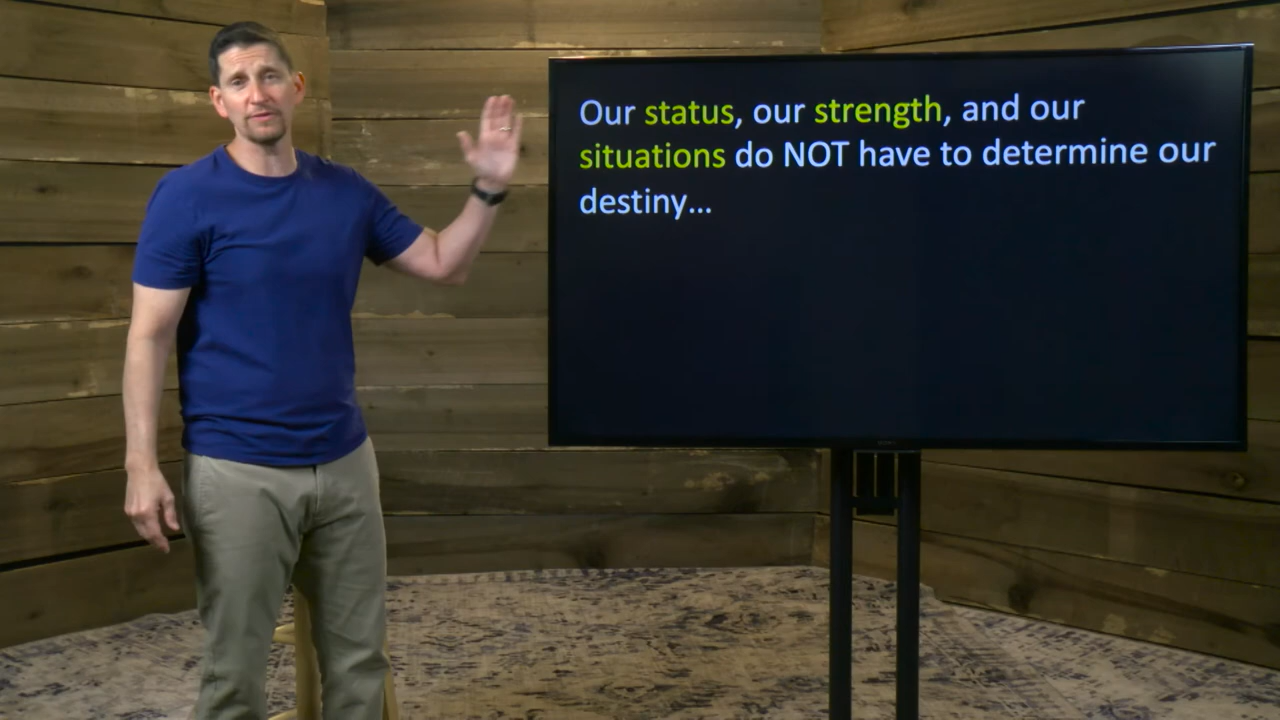 Our status, our strength, and our
situations do NOT have to determine our
destiny...